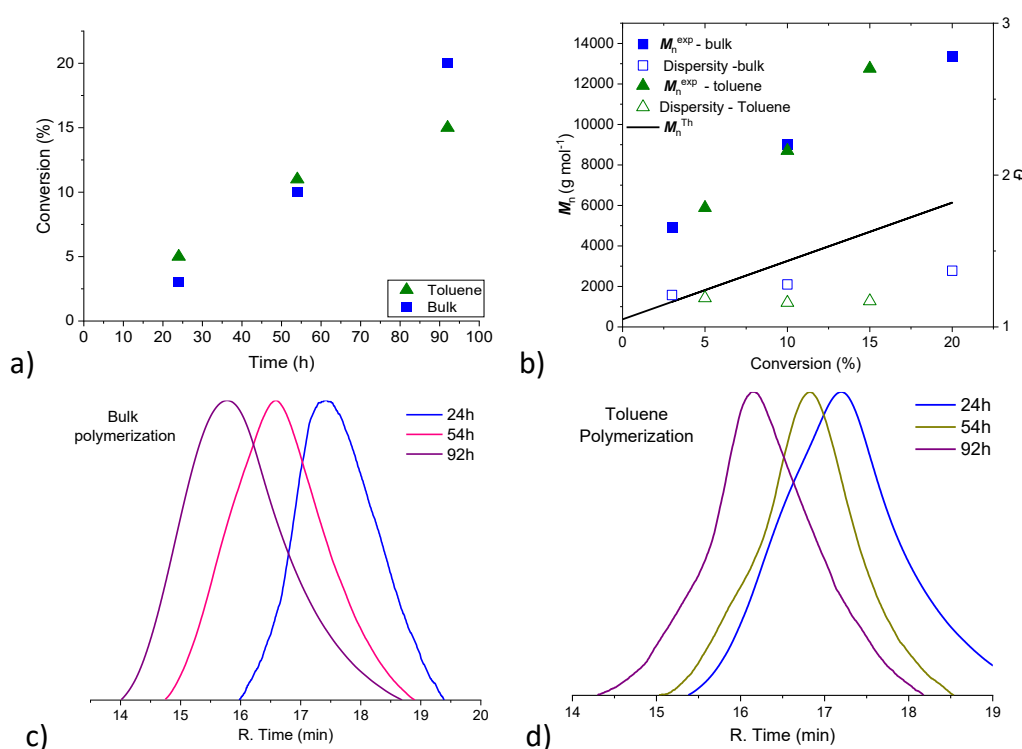 20
15
10
5
0
Conversion (%)
0 10 20 30 40 50 60 70 80 90 100
Time (h)
Toluene
Bulk
a)
14000
12000
10000
8000
6000
4000
2000
0
Mₙ (g mol⁻¹)
Mₙᵉˣᵖ - bulk
Dispersity -bulk
Mₙᵉˣᵖ - toluene
Dispersity - Toluene
Mₙᵀʰ
3
2
1
0 5 10 15 20
Conversion (%)
b)
Bulk
polymerization
24h
54h
92h
14 15 16 17 18 19 20
R. Time (min)
c)
Toluene
Polymerization
24h
54h
92h
14 15 16 17 18 19
R. Time (min)
d)